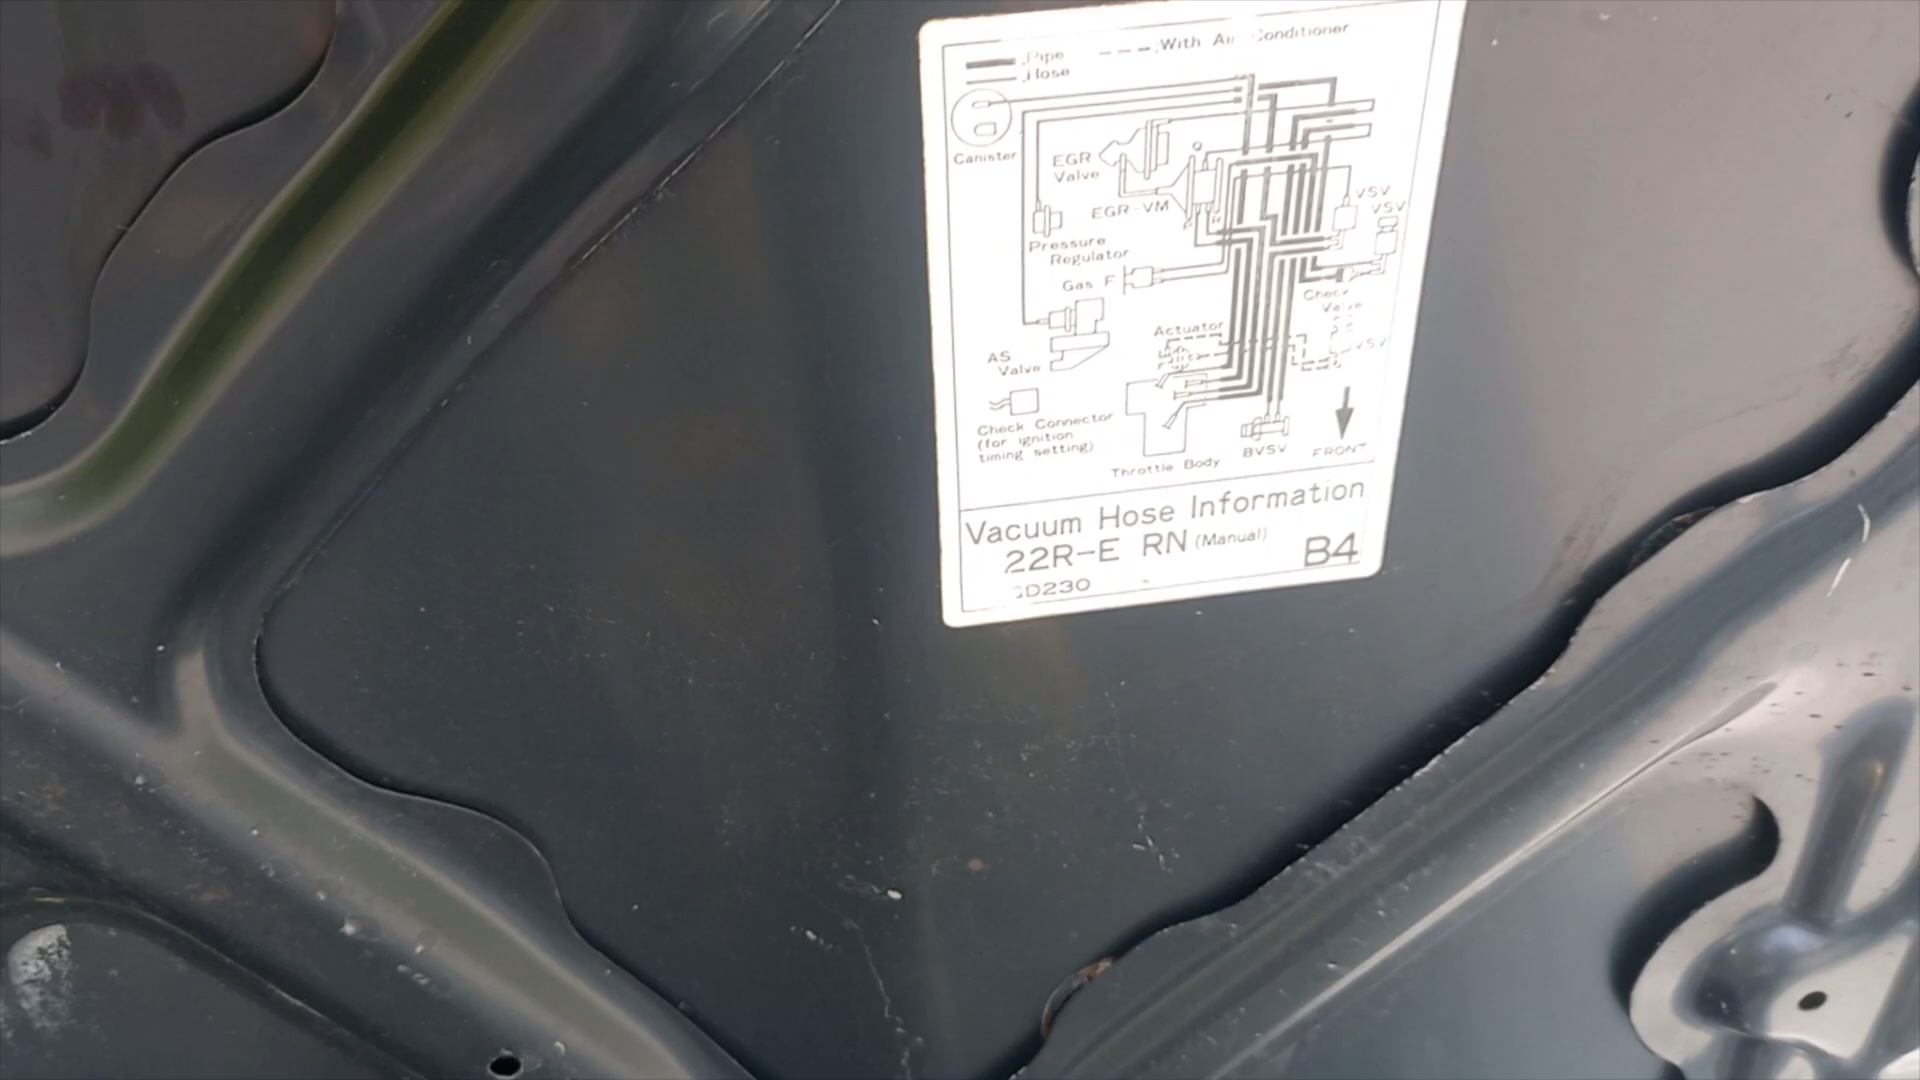 :Pipe
:With Air Conditioner
:Hose
Canister
EGR
Valve
EGR-VM
VSV
VSV
Pressure
Regulator
Gas F
Check
Valve
Actuator
VSV
AS
Valve
Check Connector
(for ignition
timing setting)
Throttle Body
BVSV
FRONT
Vacuum Hose Information
22R-E RN (Manual)
B4
D230